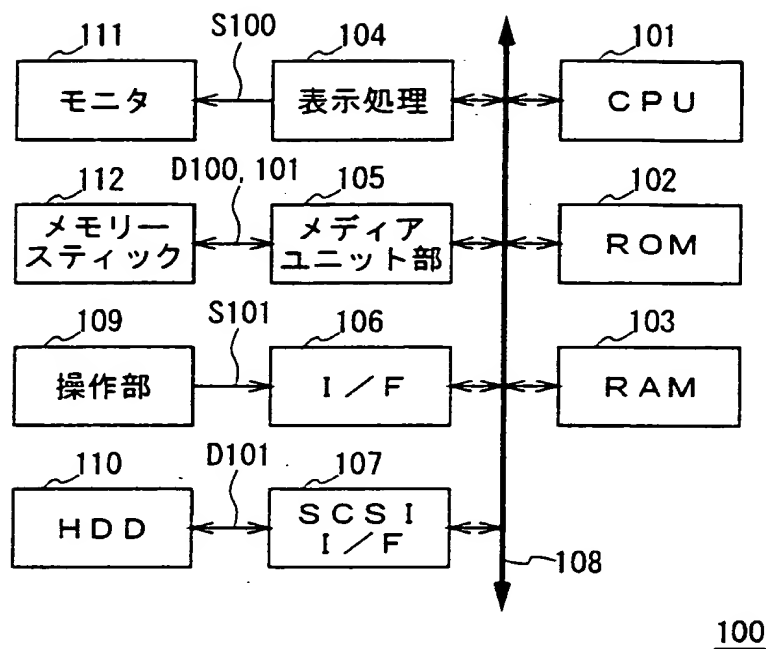 111
S100
104
101
モニタ
表示処理
CPU
112
D100, 101
105
102
メモリー
スティック
メディア
ユニット部
ROM
109
S101
106
103
操作部
I/F
RAM
110
D101
107
HDD
SCSI
I/F
108
100